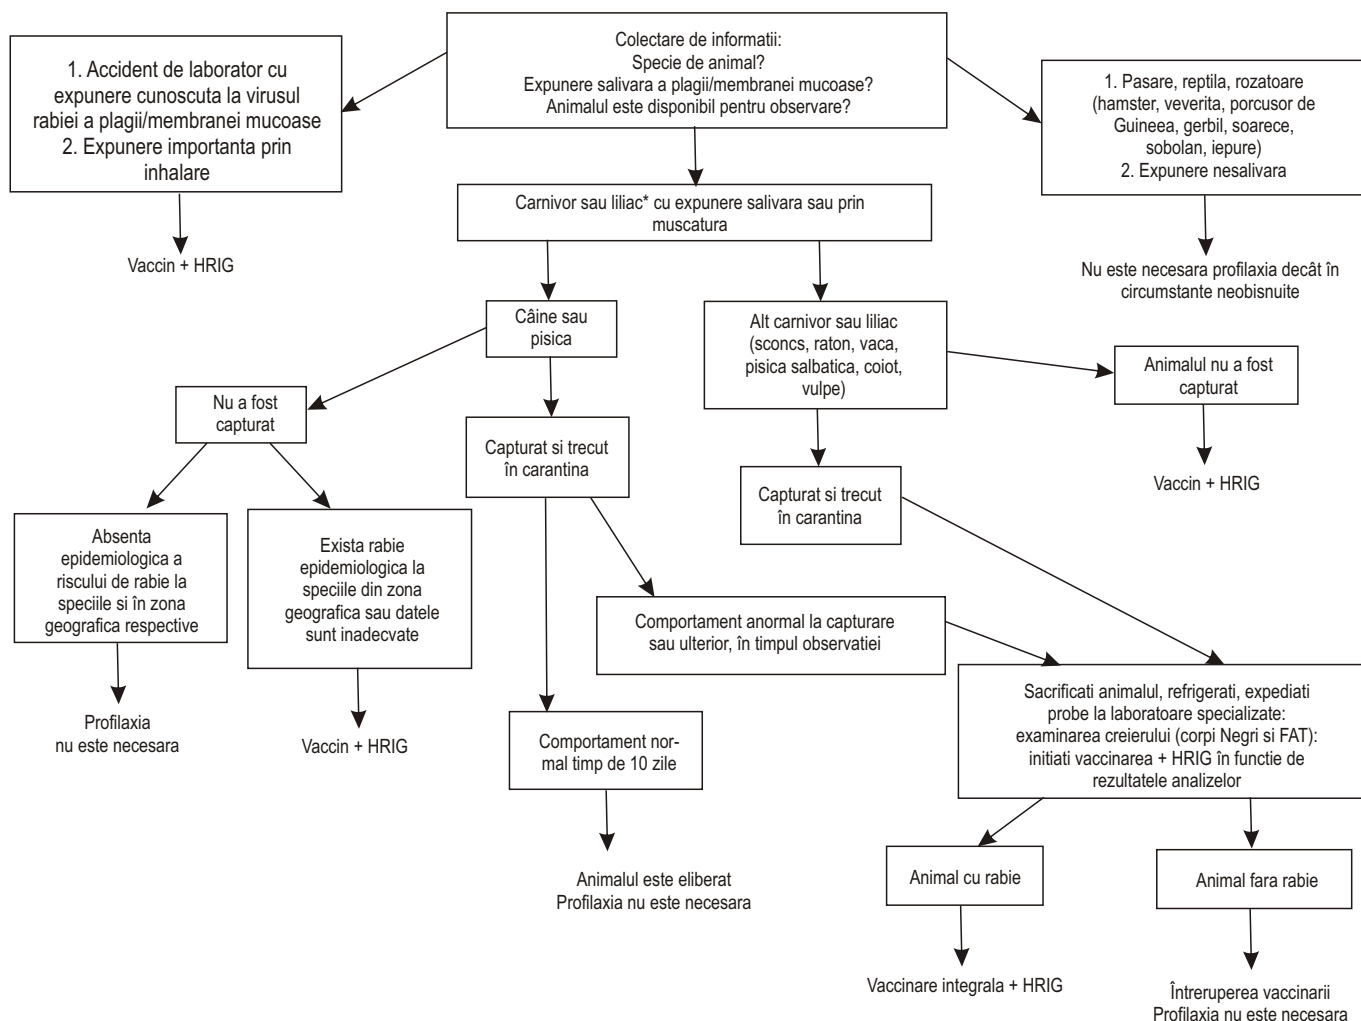 Colectare de informatii:
Specie de animal?
Expunere salivara a plagii/membranei mucoase?
Animalul este disponibil pentru observare?
1. Accident de laborator cu
expunere cunoscuta la virusul
rabiei a plagii/membranei mucoase
2. Expunere importanta prin
inhalare
Vaccin + HRIG
1. Pasare, reptila, rozatoare
(hamster, veverita, porcusor de
Guineea, gerbil, soarece,
sobolan, iepure)
2. Expunere nesalivara
Nu este necesara profilaxia decât în
circumstante neobisnuite
Carnivor sau liliac* cu expunere salivara sau prin
muscatura
Câine sau
pisica
Alt carnivor sau liliac
(sconcs, raton, vaca,
pisica salbatica, coiot,
vulpe)
Animalul nu a fost
capturat
Vaccin + HRIG
Nu a fost
capturat
Capturat si trecut
în carantina
Capturat si trecut
în carantina
Absenta
epidemiologica a
riscului de rabie la
speciile si în zona
geografica respective
Exista rabie
epidemiologica la
speciile din zona
geografica sau datele
sunt inadecvate
Profilaxia
nu este necesara
Vaccin + HRIG
Comportament anormal la capturare
sau ulterior, în timpul observatiei
Comportament nor-
mal timp de 10 zile
Animalul este eliberat
Profilaxia nu este necesara
Sacrificati animalul, refrigerati, expediati
probe la laboratoare specializate:
examinarea creierului (corpi Negri si FAT):
initiati vaccinarea + HRIG în functie de
rezultatele analizelor
Animal cu rabie
Animal fara rabie
Vaccinare integrala + HRIG
Întreruperea vaccinarii
Profilaxia nu este necesara